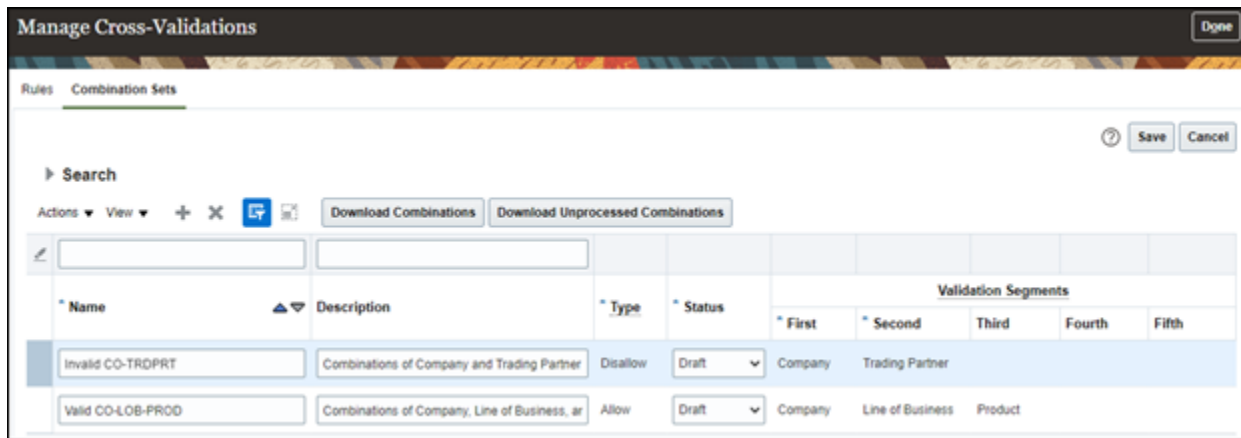 Manage Cross-Validations
Done
Rules Combination Sets
Save Cancel
Search
Actions View Download Combinations Download Unprocessed Combinations
Validation Segments
* Name Description * Type * Status
* First * Second Third Fourth Fifth
Invalid CO-TRDPRT Combinations of Company and Trading Partner Disallow Draft Company Trading Partner
Valid CO-LOB-PROD Combinations of Company, Line of Business, ar Allow Draft Company Line of Business Product